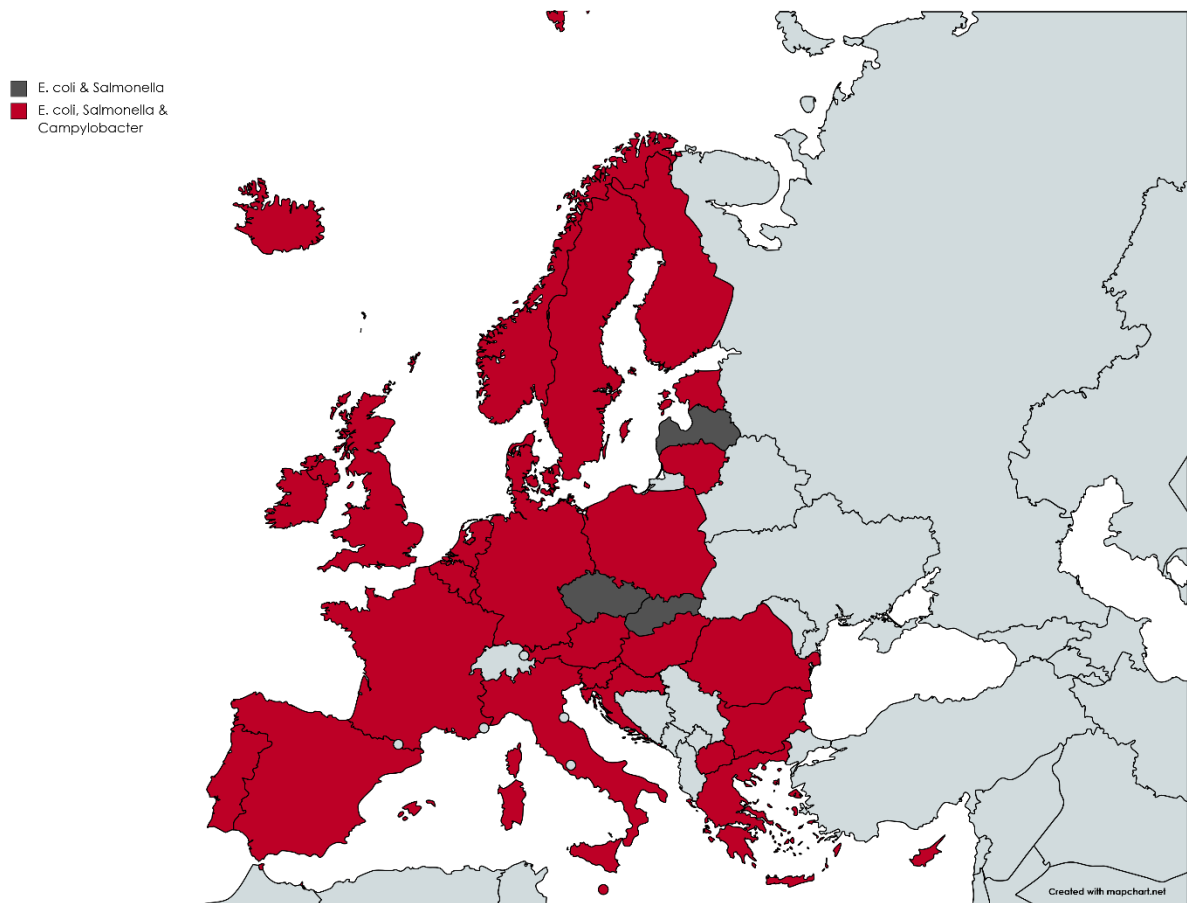 E. coli & Salmonella
E. coli, Salmonella &
Campylobacter
Created with mapchart.net